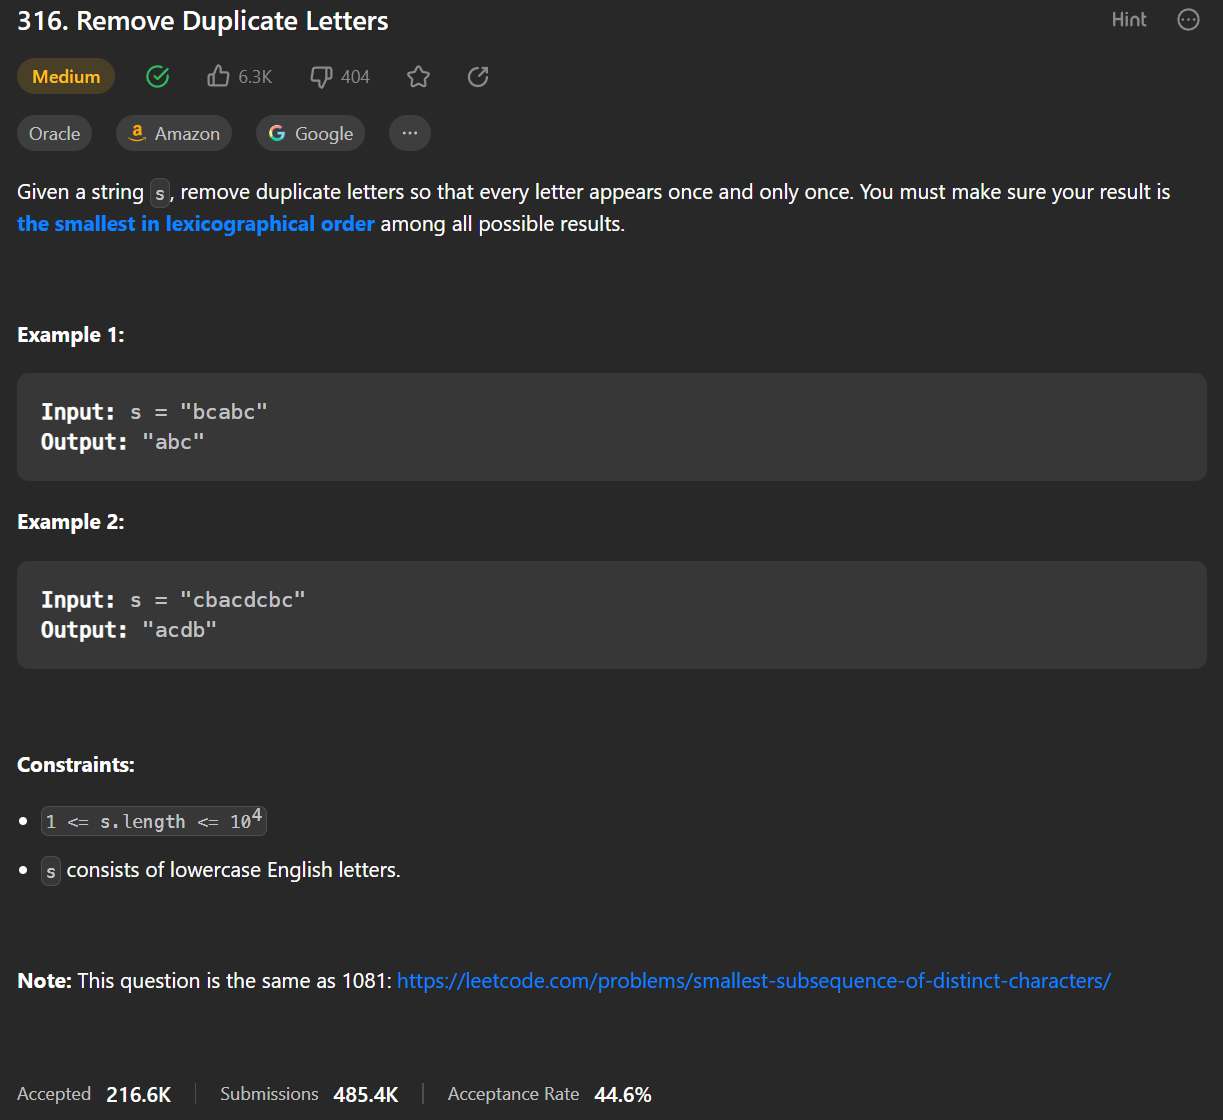 316. Remove Duplicate Letters
Hint
Medium
6.3K
404
Oracle
Amazon
Google
Given a string s, remove duplicate letters so that every letter appears once and only once. You must make sure your result is
the smallest in lexicographical order among all possible results.
Example 1:
Input: s = "bcabc"
Output: "abc"
Example 2:
Input: s = "cbacdcbc"
Output: "acdb"
Constraints:
• 1 <= s.length <= 10⁴
• s consists of lowercase English letters.
Note: This question is the same as 1081: https://leetcode.com/problems/smallest-subsequence-of-distinct-characters/
Accepted 216.6K | Submissions 485.4K | Acceptance Rate 44.6%